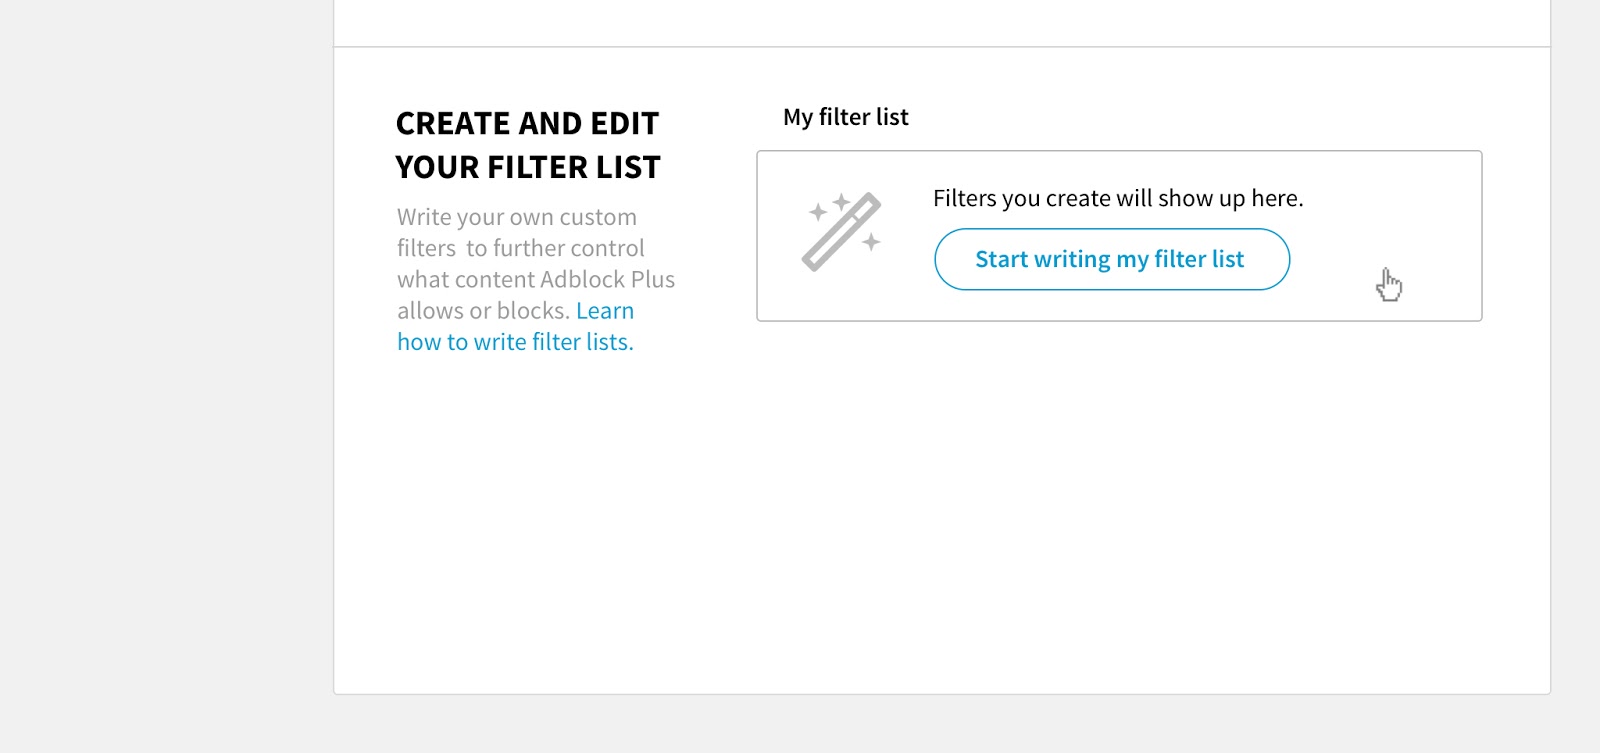 CREATE AND EDIT
YOUR FILTER LIST
Write your own custom
filters  to further control
what content Adblock Plus
allows or blocks. Learn
how to write filter lists.
My filter list
Filters you create will show up here.
Start writing my filter list